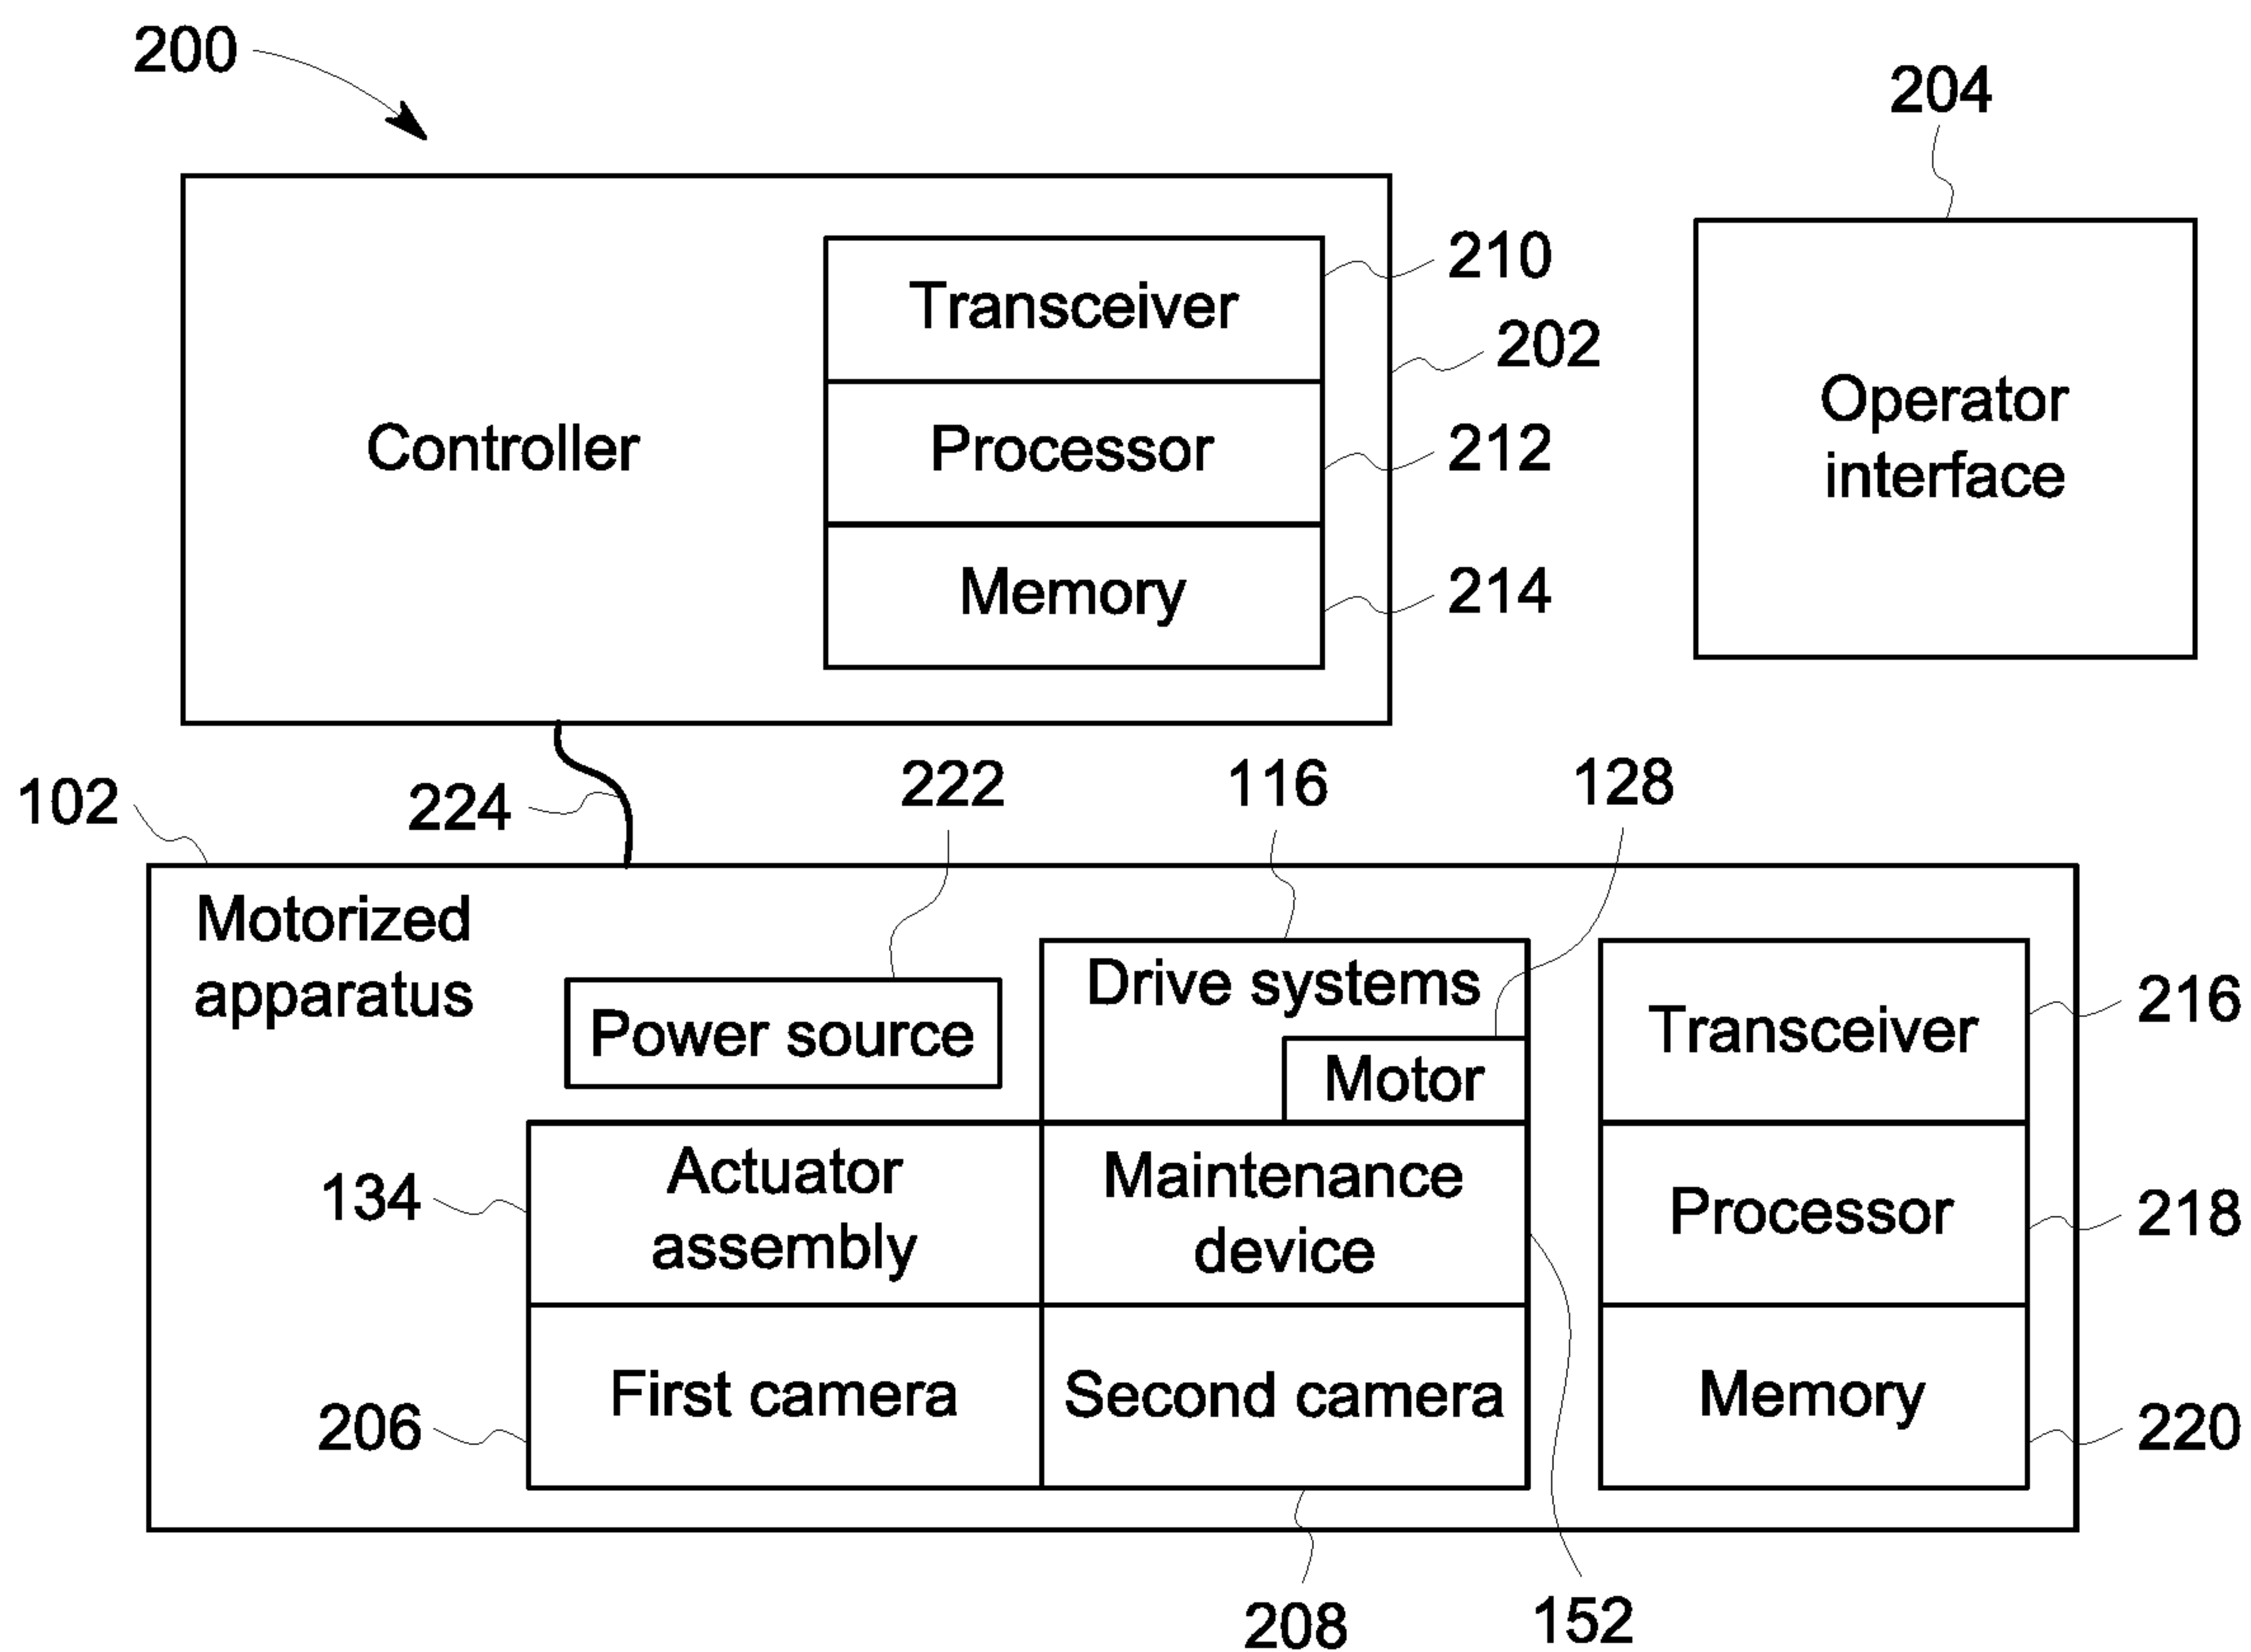 200
204
210
Transceiver
202
Operator
interface
Controller
Processor
212
Memory
214
102
224
222
116
128
Motorized
apparatus
Drive systems
Power source
Motor
Transceiver
216
134
Actuator
assembly
Maintenance
device
Processor
218
206
First camera
Second camera
Memory
220
208
152